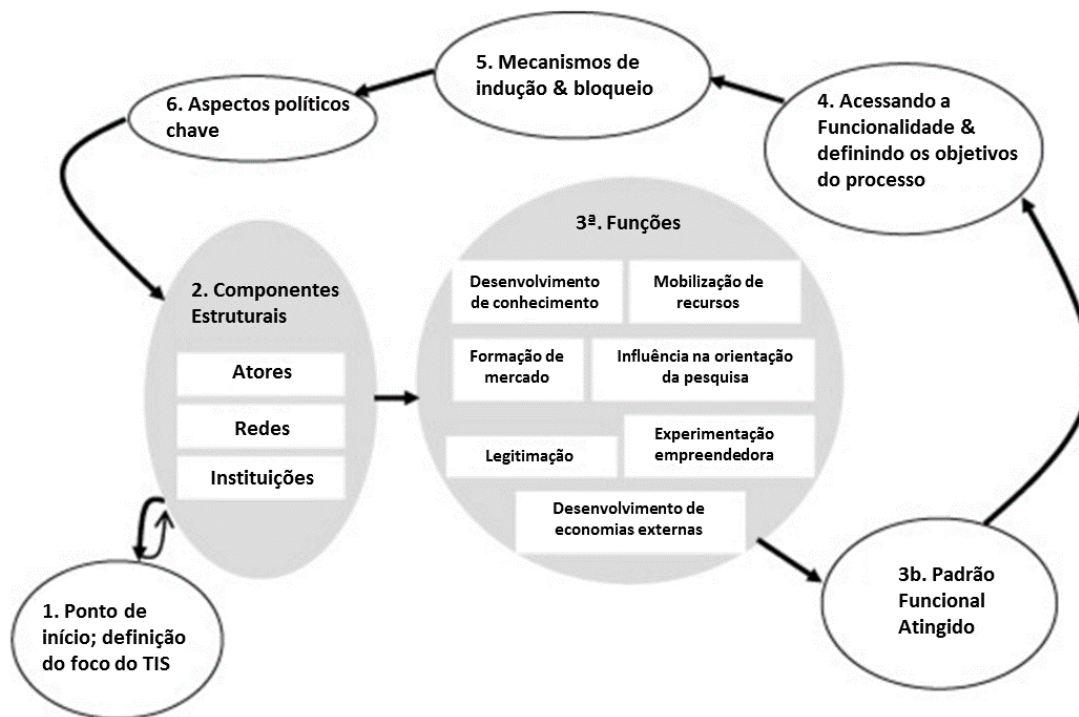 1. Ponto de
início; definição
do foco do TIS
2. Componentes
Estruturais
Atores
Redes
Instituições
3ª. Funções
Desenvolvimento
de conhecimento
Mobilização de
recursos
Formação de
mercado
Influência na orientação
da pesquisa
Legitimação
Experimentação
empreendedora
Desenvolvimento de
economias externas
3b. Padrão
Funcional
Atingido
4. Acessando a
Funcionalidade &
definindo os objetivos
do processo
5. Mecanismos de
indução & bloqueio
6. Aspectos políticos
chave